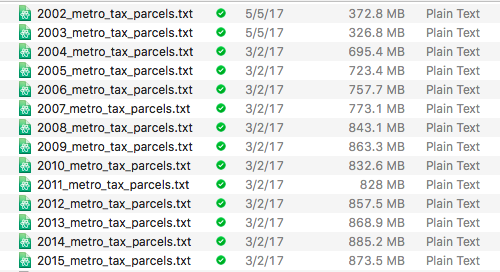 2002_metro_tax_parcels.txt 5/5/17 372.8 MB Plain Text
2003_metro_tax_parcels.txt 5/5/17 326.8 MB Plain Text
2004_metro_tax_parcels.txt 3/2/17 695.4 MB Plain Text
2005_metro_tax_parcels.txt 3/2/17 723.4 MB Plain Text
2006_metro_tax_parcels.txt 3/2/17 757.7 MB Plain Text
2007_metro_tax_parcels.txt 3/2/17 773.1 MB Plain Text
2008_metro_tax_parcels.txt 3/2/17 843.1 MB Plain Text
2009_metro_tax_parcels.txt 3/2/17 863.3 MB Plain Text
2010_metro_tax_parcels.txt 3/2/17 832.6 MB Plain Text
2011_metro_tax_parcels.txt 3/2/17 828 MB Plain Text
2012_metro_tax_parcels.txt 3/2/17 857.5 MB Plain Text
2013_metro_tax_parcels.txt 3/2/17 868.9 MB Plain Text
2014_metro_tax_parcels.txt 3/2/17 885.2 MB Plain Text
2015_metro_tax_parcels.txt 3/2/17 873.5 MB Plain Text